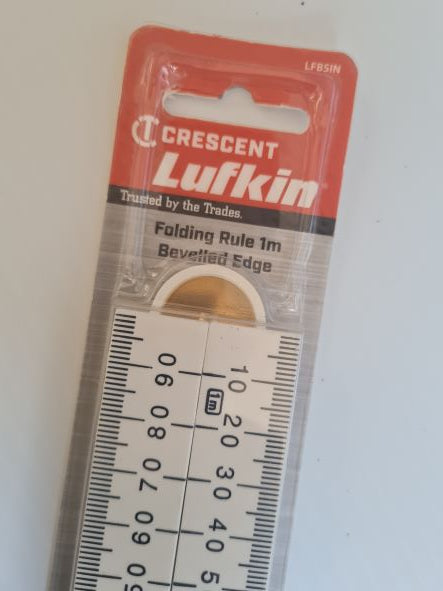 LFB5IN
CRESCENT
Lufkin
Trusted by the Trades.
Folding Rule 1m
Bevelled Edge
90 10
1m
80 20
70 30
60 40
50 5